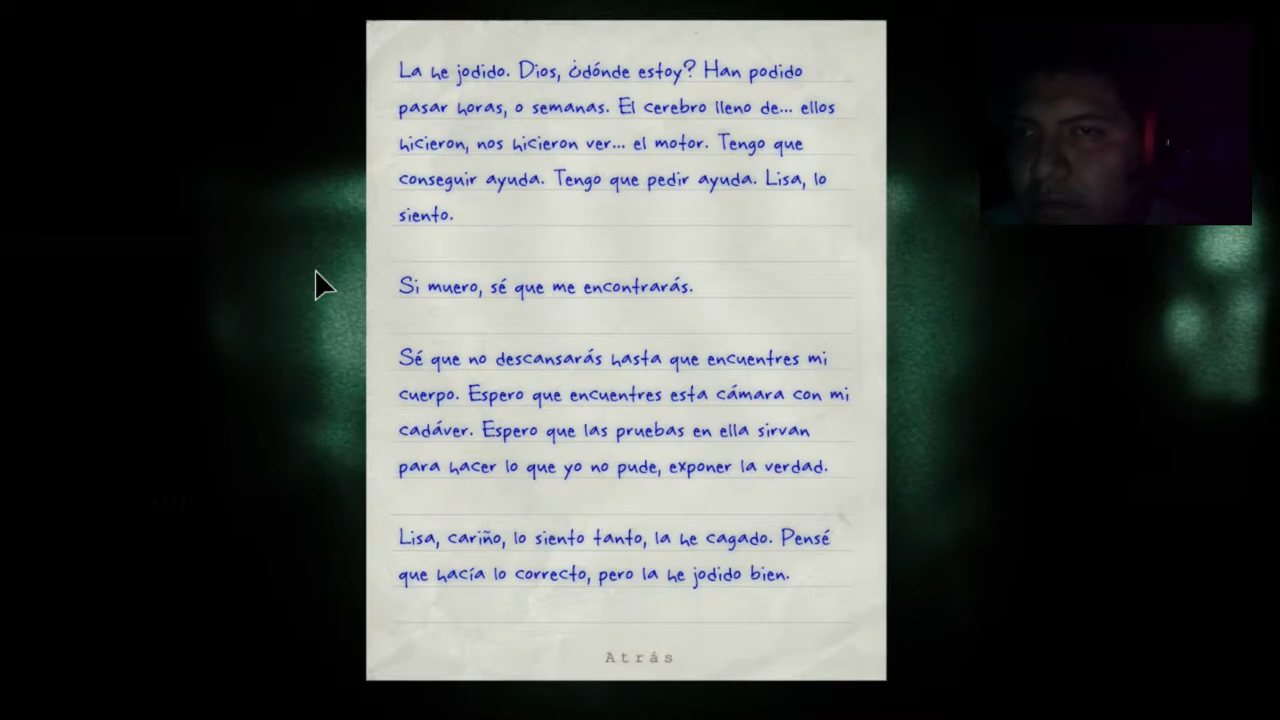 La he jodido. Dios, ¿dónde estoy? Han podido
pasar horas, o semanas. El cerebro lleno de... ellos
hicieron, nos hicieron ver... el motor. Tengo que
conseguir ayuda. Tengo que pedir ayuda. Lisa, lo
siento.
Si muero, sé que me encontrarás.
Sé que no descansarás hasta que encuentres mi
cuerpo. Espero que encuentres esta cámara con mi
cadáver. Espero que las pruebas en ella sirvan
para hacer lo que yo no pude, exponer la verdad.
Lisa, cariño, lo siento tanto, la he cagado. Pensé
que hacía lo correcto, pero la he jodido bien.
Atrás